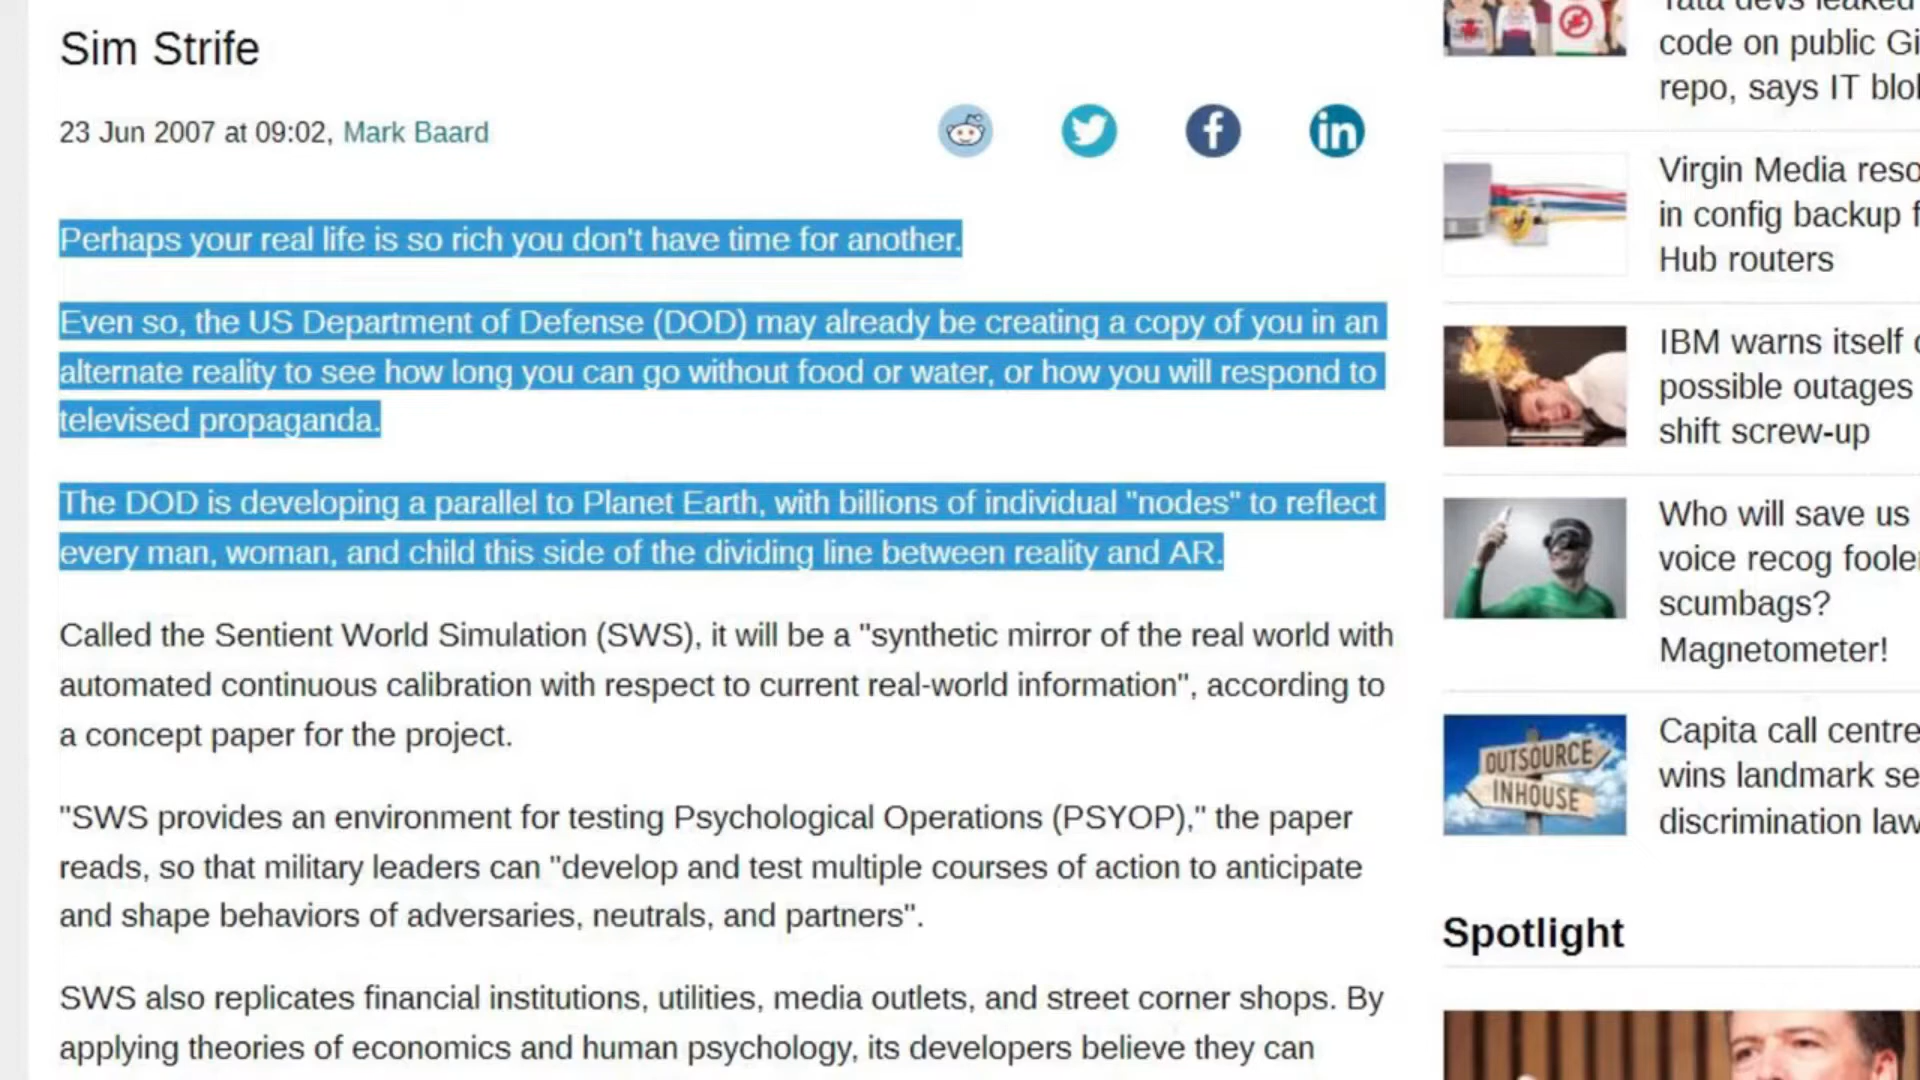 Sim Strife
23 Jun 2007 at 09:02, Mark Baard
Perhaps your real life is so rich you don't have time for another.
Even so, the US Department of Defense (DOD) may already be creating a copy of you in an
alternate reality to see how long you can go without food or water, or how you will respond to
televised propaganda.
The DOD is developing a parallel to Planet Earth, with billions of individual "nodes" to reflect
every man, woman, and child this side of the dividing line between reality and AR.
Called the Sentient World Simulation (SWS), it will be a "synthetic mirror of the real world with
automated continuous calibration with respect to current real-world information", according to
a concept paper for the project.
"SWS provides an environment for testing Psychological Operations (PSYOP)," the paper
reads, so that military leaders can "develop and test multiple courses of action to anticipate
and shape behaviors of adversaries, neutrals, and partners".
SWS also replicates financial institutions, utilities, media outlets, and street corner shops. By
applying theories of economics and human psychology, its developers believe they can
Tata devs leaked
code on public Gi
repo, says IT blo
Virgin Media reso
in config backup f
Hub routers
IBM warns itself
possible outages
shift screw-up
Who will save us
voice recog foole
scumbags?
Magnetometer!
OUTSOURCE
INHOUSE
Capita call centre
wins landmark se
discrimination law
Spotlight